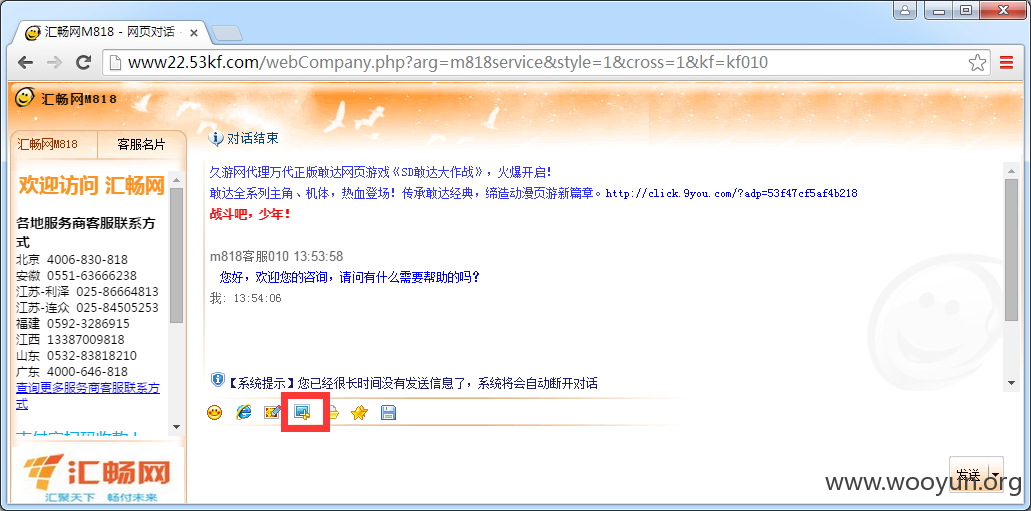 汇畅网M818 - 网页对话
www22.53kf.com/webCompany.php?arg=m818service&style=1&cross=1&kf=kf010
汇畅网M818
汇畅网M818 客服名片
欢迎访问 汇畅网
各地服务商客服联系方
式
北京 4006-830-818
安徽 0551-63666238
江苏-利泽 025-86664813
江苏-连众 025-84505253
福建 0592-3286915
江西 13387009818
山东 0532-83818210
广东 4000-646-818
查询更多服务商客服联系方
式
汇畅网
汇聚天下 畅付未来
对话结束
久游网代理万代正版敢达网页游戏《SD敢达大作战》，火爆开启！
敢达全系列主角、机体，热血登场！传承敢达经典，缔造动漫页游新篇章。http://click.9you.com/?adp=53f47cf5af4b218
战斗吧，少年！
m818客服010 13:53:58
您好，欢迎您的咨询，请问有什么需要帮助的吗？
我: 13:54:06
【系统提示】您已经很长时间没有发送信息了，系统将会自动断开对话
发送
www.wooyun.org